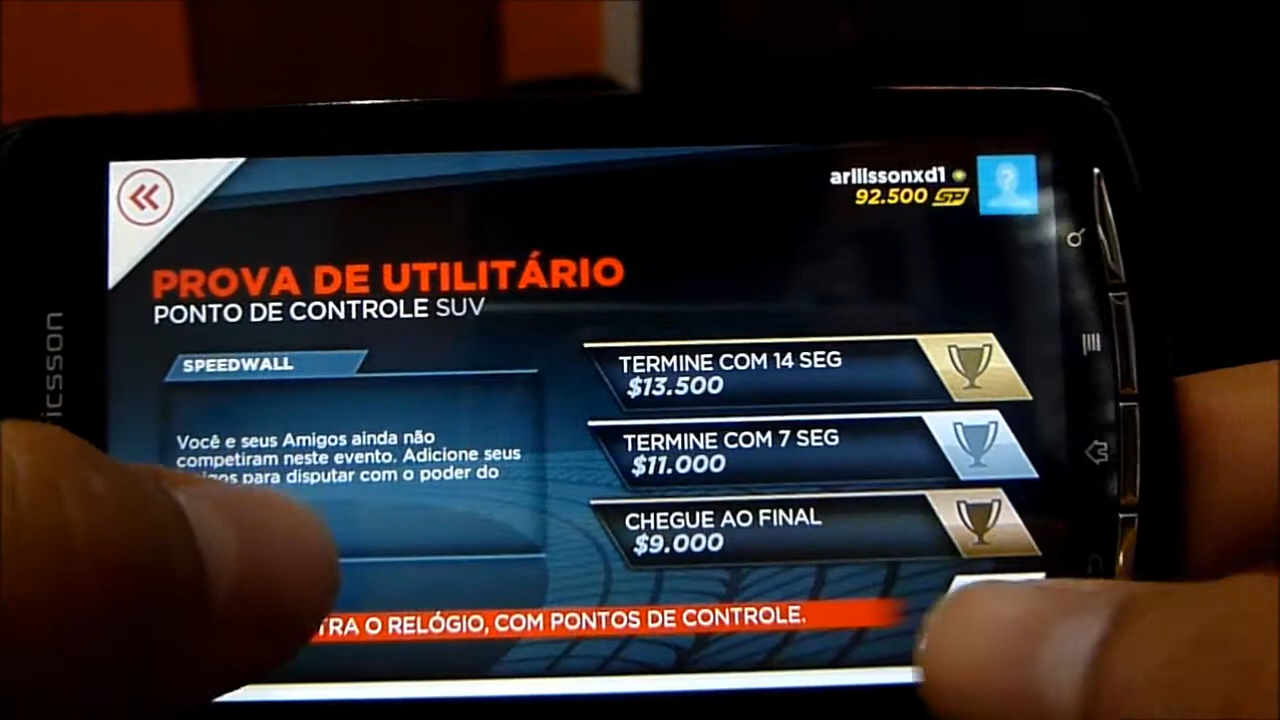 arilissonxd1
92.500 SP
PROVA DE UTILITÁRIO
PONTO DE CONTROLE SUV
SPEEDWALL
Você e seus Amigos ainda não
competiram neste evento. Adicione seus
para disputar com o poder do
TERMINE COM 14 SEG
$13.500
TERMINE COM 7 SEG
$11.000
CHEGUE AO FINAL
$9.000
O RELÓGIO, COM PONTOS DE CONTROLE.
icsson